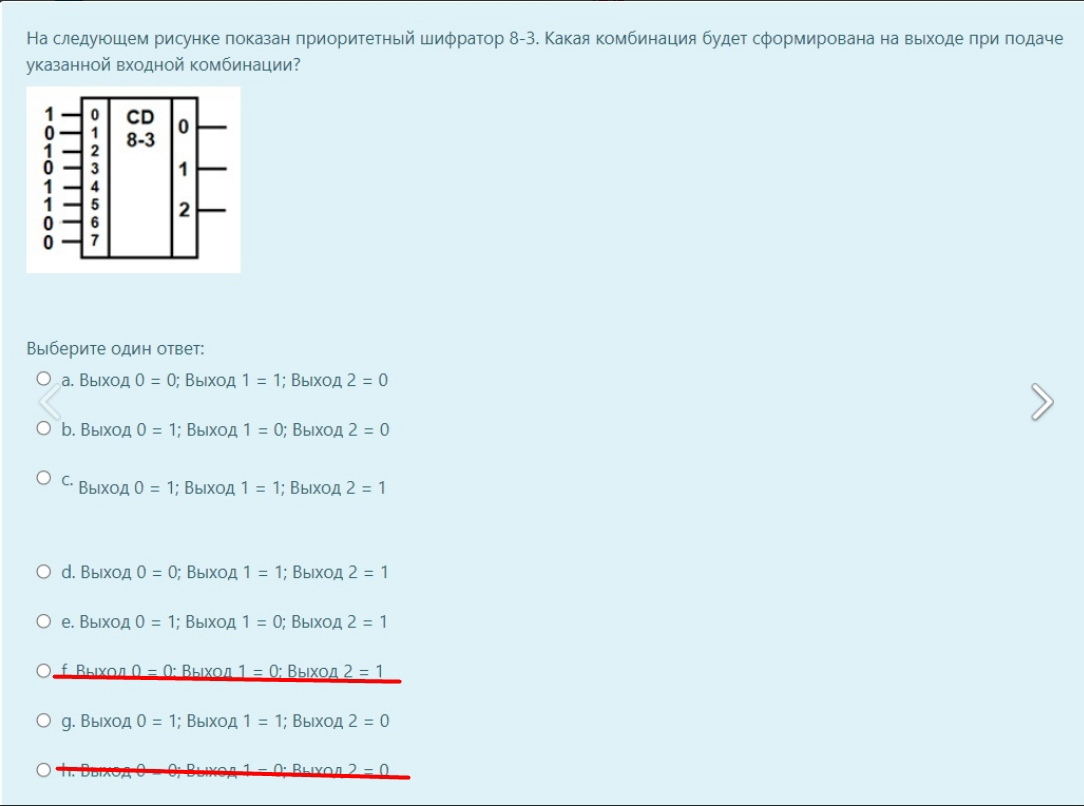 На следующем рисунке показан приоритетный шифратор 8-3. Какая комбинация будет сформирована на выходе при подаче
указанной входной комбинации?
1 0 CD 0
0 1 8-3
1 2
0 3 1
1 4
1 5 2
0 6
0 7
Выберите один ответ:
a. Выход 0 = 0; Выход 1 = 1; Выход 2 = 0
b. Выход 0 = 1; Выход 1 = 0; Выход 2 = 0
c. Выход 0 = 1; Выход 1 = 1; Выход 2 = 1
d. Выход 0 = 0; Выход 1 = 1; Выход 2 = 1
e. Выход 0 = 1; Выход 1 = 0; Выход 2 = 1
f. Выход 0 = 0; Выход 1 = 0; Выход 2 = 1
g. Выход 0 = 1; Выход 1 = 1; Выход 2 = 0
h. Выход 0 = 0; Выход 1 = 0; Выход 2 = 0